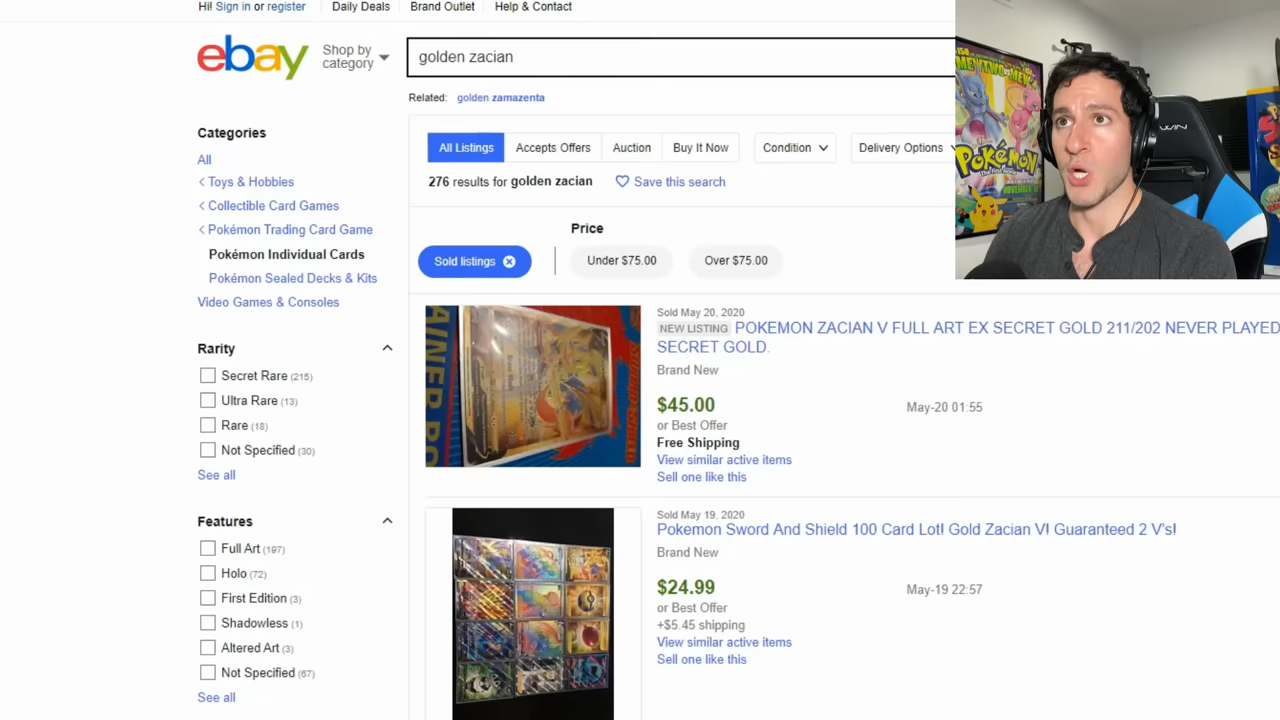 Hi! Sign in or register
Daily Deals
Brand Outlet
Help & Contact
ebay
Shop by
category
golden zacian
Related: golden zamazenta
Categories
All
Toys & Hobbies
Collectible Card Games
Pokémon Trading Card Game
Pokémon Individual Cards
Pokémon Sealed Decks & Kits
Video Games & Consoles
Rarity
Secret Rare (215)
Ultra Rare (13)
Rare (18)
Not Specified (30)
See all
Features
Full Art (197)
Holo (72)
First Edition (3)
Shadowless (1)
Altered Art (3)
Not Specified (67)
See all
All Listings
Accepts Offers
Auction
Buy It Now
Condition
Delivery Options
276 results for golden zacian
Save this search
Price
Sold listings
Under $75.00
Over $75.00
Sold May 20, 2020
NEW LISTING POKEMON ZACIAN V FULL ART EX SECRET GOLD 211/202 NEVER PLAYED
SECRET GOLD.
Brand New
$45.00
May-20 01:55
or Best Offer
Free Shipping
View similar active items
Sell one like this
Sold May 19, 2020
Pokemon Sword And Shield 100 Card Lot! Gold Zacian V! Guaranteed 2 V's!
Brand New
$24.99
May-19 22:57
or Best Offer
+$5.45 shipping
View similar active items
Sell one like this
POKéMON